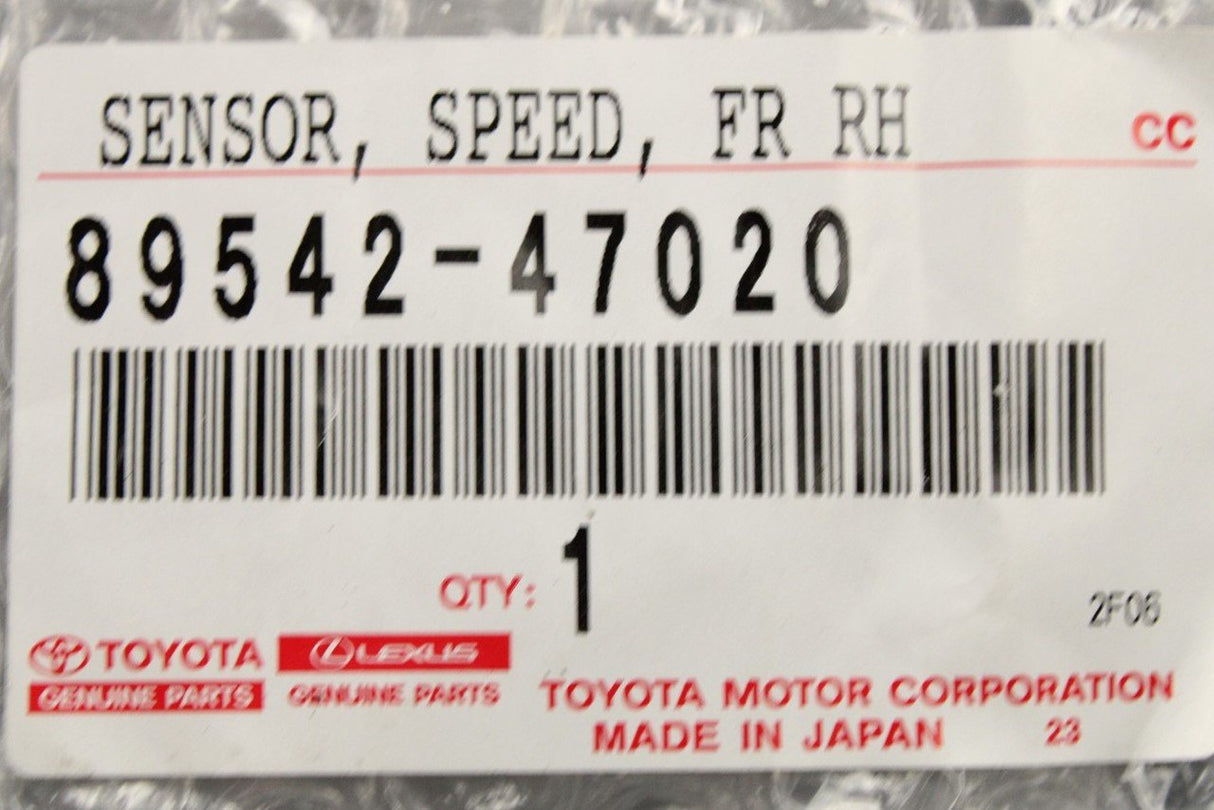 SENSOR, SPEED, FR RH CC
89542-47020
QTY: 1
2F06
TOYOTA
GENUINE PARTS
LEXUS
GENUINE PARTS
TOYOTA MOTOR CORPORATION
MADE IN JAPAN 23